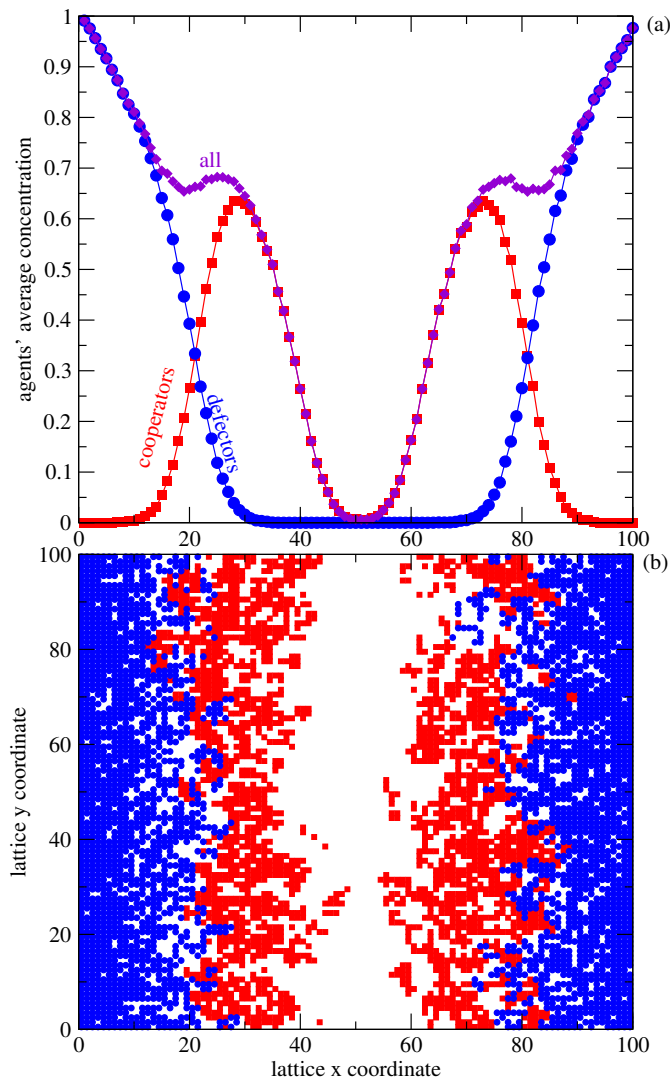 1
(a)
0.9
0.8
0.7
all
0.6
0.5
0.4
0.3
0.2
0.1
0
agents' average concentration
cooperators
defectors
0 20 40 60 80 100
(b)
100
80
60
40
20
0
lattice y coordinate
0 20 40 60 80 100
lattice x coordinate